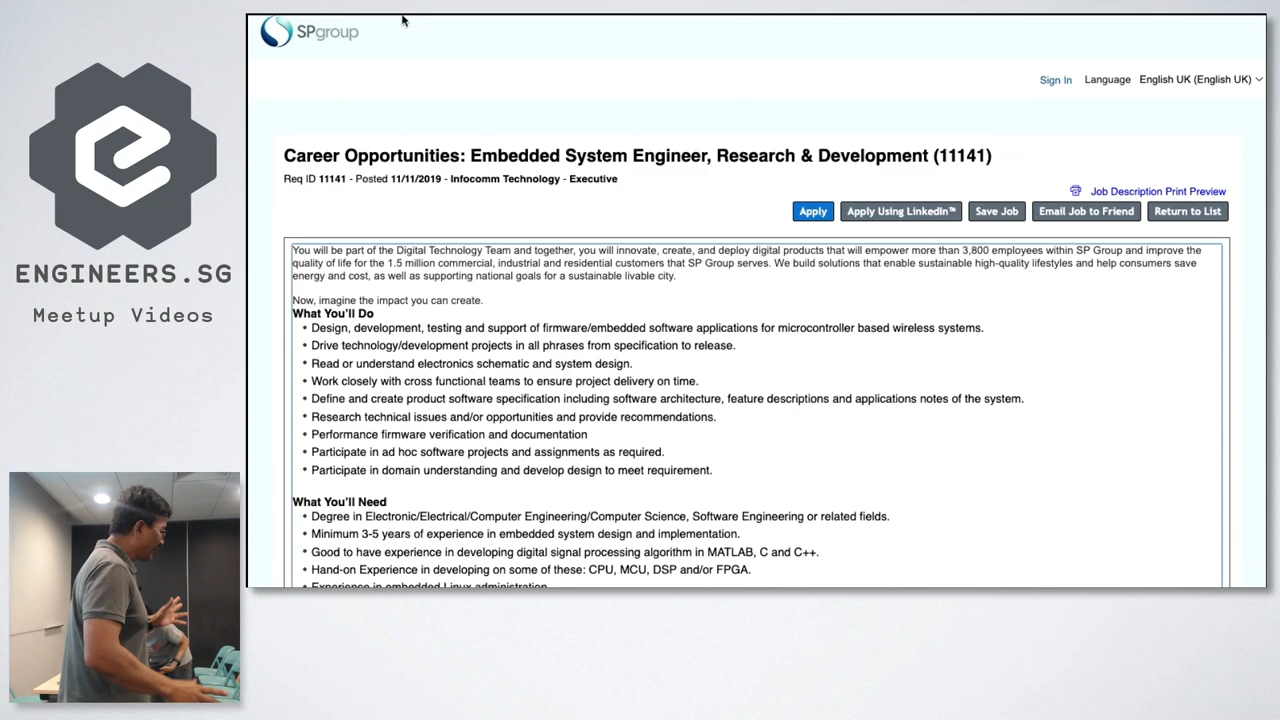 SPgroup
Sign In Language English UK (English UK)
Career Opportunities: Embedded System Engineer, Research & Development (11141)
Req ID 11141 - Posted 11/11/2019 - Infocomm Technology - Executive
Job Description Print Preview
Apply Apply Using LinkedIn™ Save Job Email Job to Friend Return to List
You will be part of the Digital Technology Team and together, you will innovate, create, and deploy digital products that will empower more than 3,800 employees within SP Group and improve the
quality of life for the 1.5 million commercial, industrial and residential customers that SP Group serves. We build solutions that enable sustainable high-quality lifestyles and help consumers save
energy and cost, as well as supporting national goals for a sustainable livable city.
Now, imagine the impact you can create.
What You'll Do
• Design, development, testing and support of firmware/embedded software applications for microcontroller based wireless systems.
• Drive technology/development projects in all phrases from specification to release.
• Read or understand electronics schematic and system design.
• Work closely with cross functional teams to ensure project delivery on time.
• Define and create product software specification including software architecture, feature descriptions and applications notes of the system.
• Research technical issues and/or opportunities and provide recommendations.
• Performance firmware verification and documentation
• Participate in ad hoc software projects and assignments as required.
• Participate in domain understanding and develop design to meet requirement.
What You'll Need
• Degree in Electronic/Electrical/Computer Engineering/Computer Science, Software Engineering or related fields.
• Minimum 3-5 years of experience in embedded system design and implementation.
• Good to have experience in developing digital signal processing algorithm in MATLAB, C and C++.
• Hand-on Experience in developing on some of these: CPU, MCU, DSP and/or FPGA.
• Experience in embedded Linux administration
ENGINEERS.SG
Meetup Videos